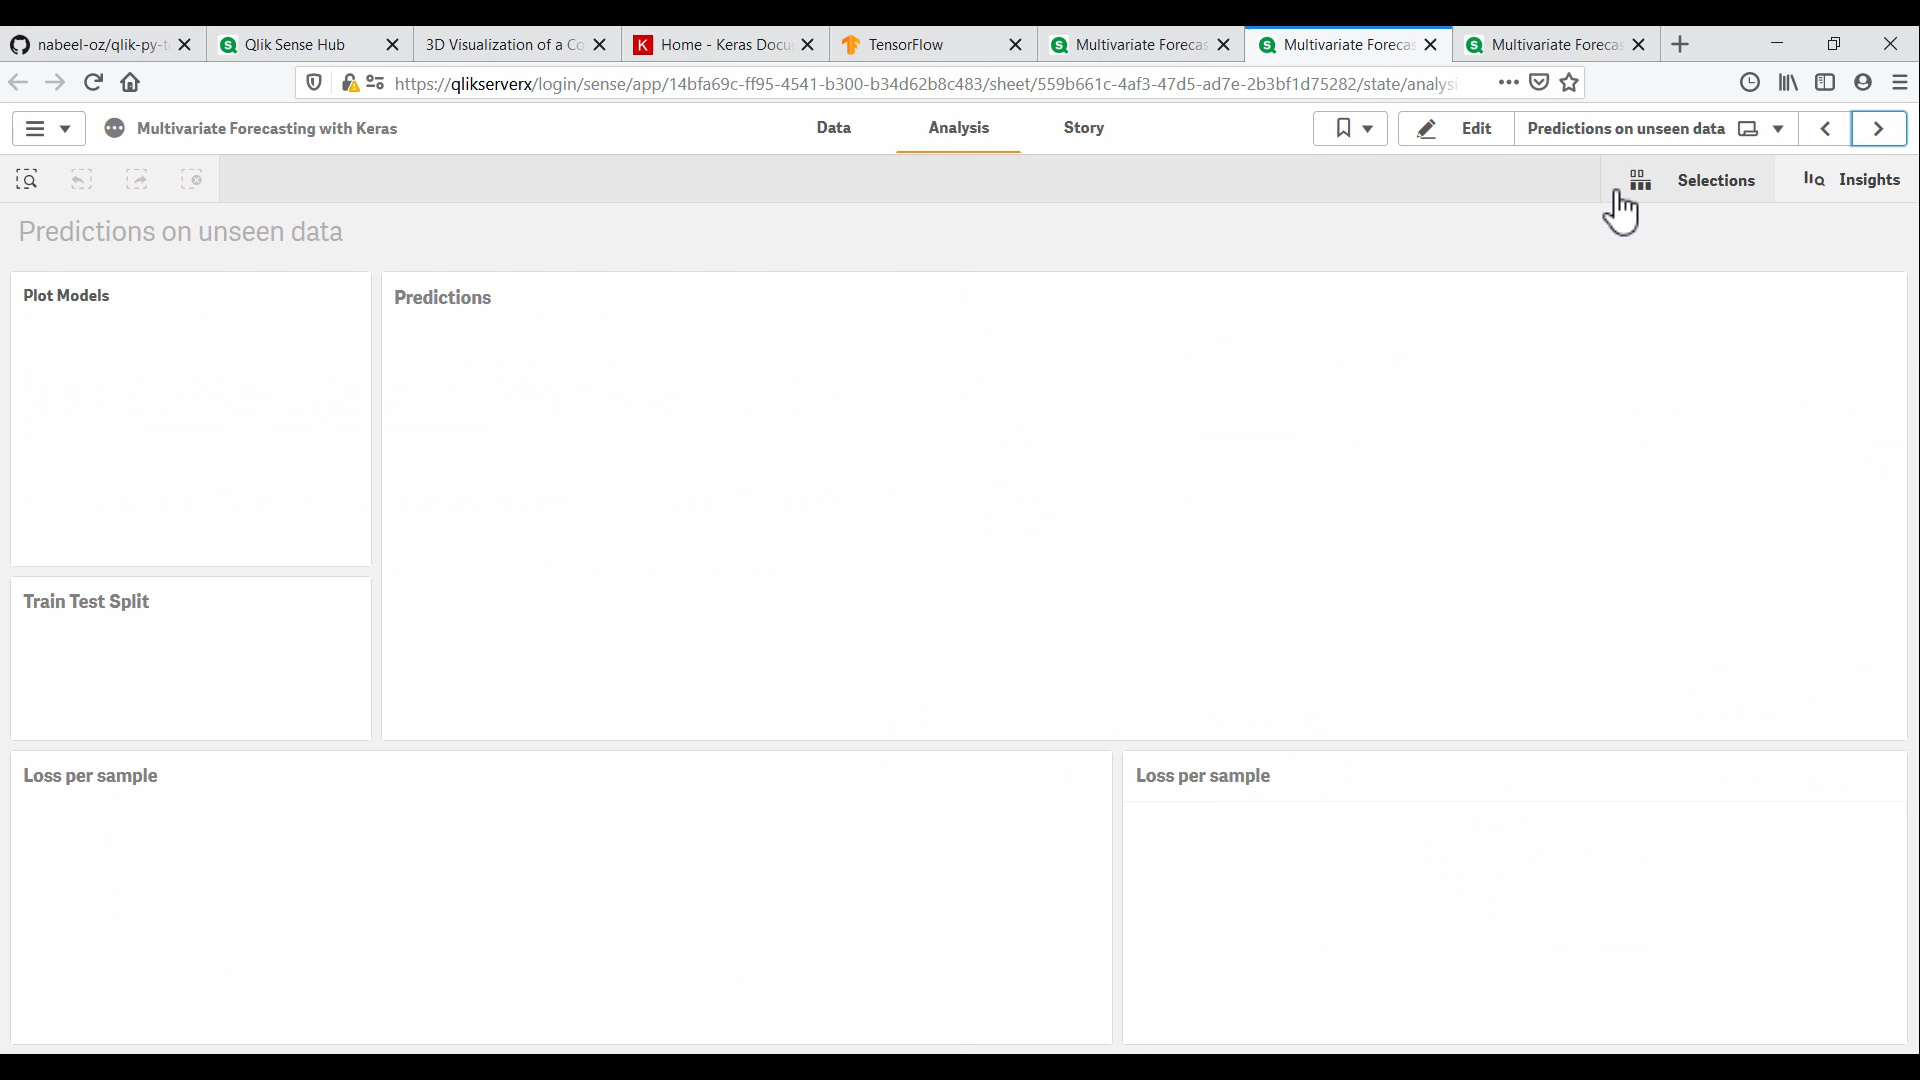 nabeel-oz/qlik-py-t
Qlik Sense Hub
3D Visualization of a Co
Home - Keras Docu
TensorFlow
Multivariate Forecas
Multivariate Forecas
Multivariate Forecas
https://qlikserverx/login/sense/app/14bfa69c-ff95-4541-b300-b34d62b8c483/sheet/559b661c-4af3-47d5-ad7e-2b3bf1d75282/state/analysi
Multivariate Forecasting with Keras
Data
Analysis
Story
Edit
Predictions on unseen data
Selections
Insights
Predictions on unseen data
Plot Models
Predictions
Train Test Split
Loss per sample
Loss per sample